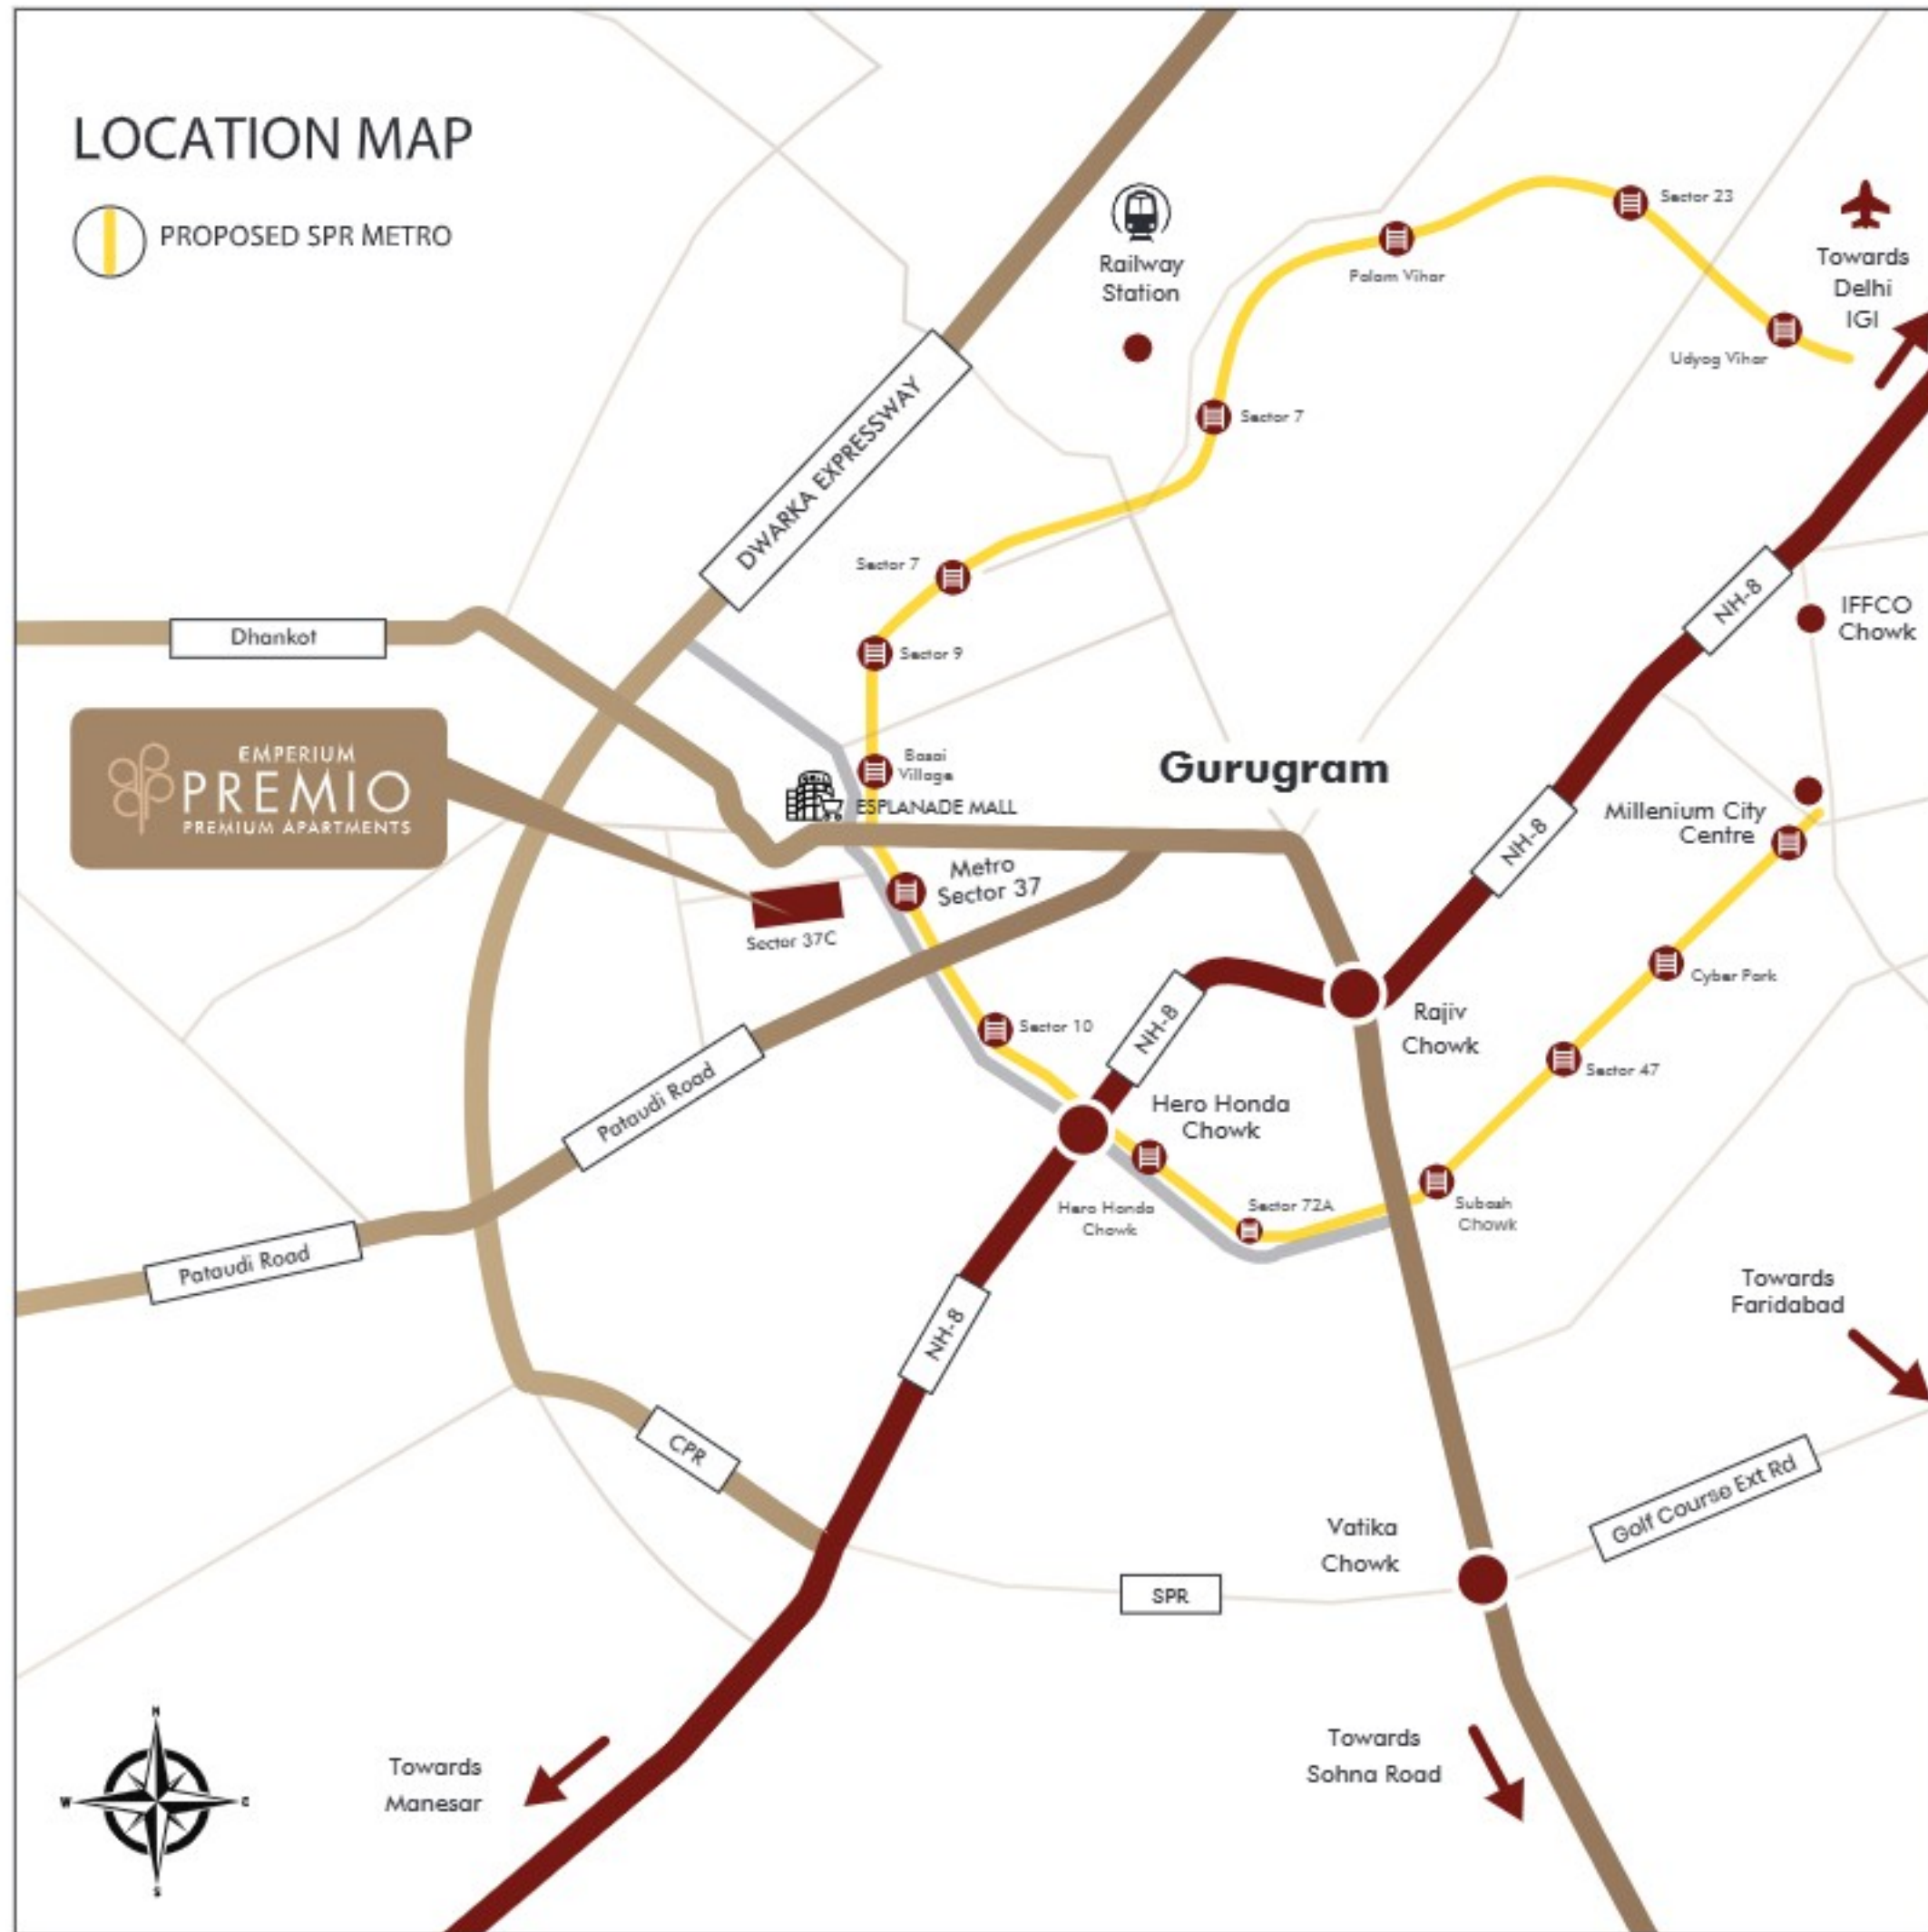 LOCATION MAP
PROPOSED SPR METRO
Railway
Station
Sector 23
Palam Vihar
Towards
Delhi
IGI
Udyog Vihar
Sector 7
DWARKA EXPRESSWAY
Sector 7
NH-8
IFFCO
Chowk
Dhankot
Sector 9
EMPERIUM
PREMIO
PREMIUM APARTMENTS
Basai
Village
Gurugram
ESPLANADE MALL
NH-8
Millenium City
Centre
Metro
Sector 37
Sector 37C
Cyber Park
Sector 10
NH-8
Rajiv
Chowk
Sector 47
Pataudi Road
Hero Honda
Chowk
Hero Honda
Chowk
Sector 72A
Subash
Chowk
Pataudi Road
Towards
Faridabad
NH-8
CPR
Golf Course Ext Rd
Vatika
Chowk
SPR
N
W
E
S
Towards
Manesar
Towards
Sohna Road